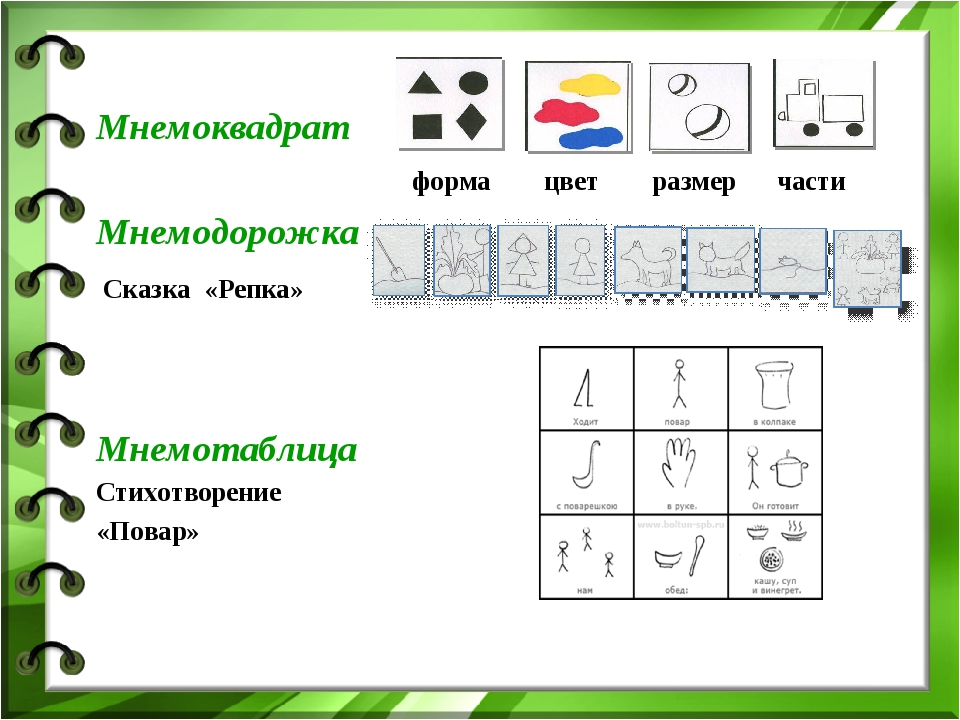 Мнемоквадрат
форма цвет размер части
Мнемодорожка
Сказка «Репка»
Мнемотаблица
Стихотворение
«Повар»
Ходит повар в колпаке
с поварешкою в руке. Он готовит
www.boltun-spb.ru
нам обед: кашу, суп
и винегрет.